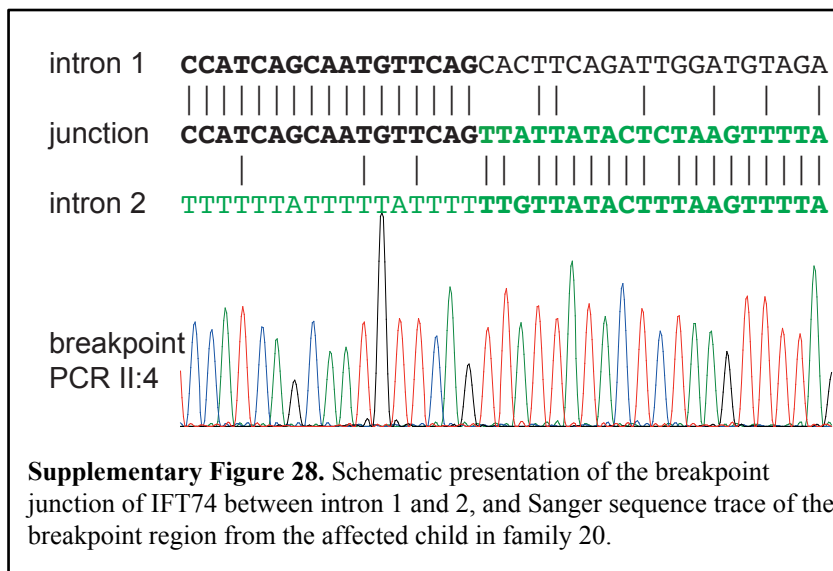 intron 1 CCATCAGCAATGTTCAGCACTTCAGATTGGATGTAGA
junction CCATCAGCAATGTTCAGTTATTATACTCTAAGTTTTA
intron 2 TTTTTTATTTTTATTTTTTGTTATACTTTAAGTTTTA
breakpoint
PCR II:4
Supplementary Figure 28. Schematic presentation of the breakpoint
junction of IFT74 between intron 1 and 2, and Sanger sequence trace of the
breakpoint region from the affected child in family 20.